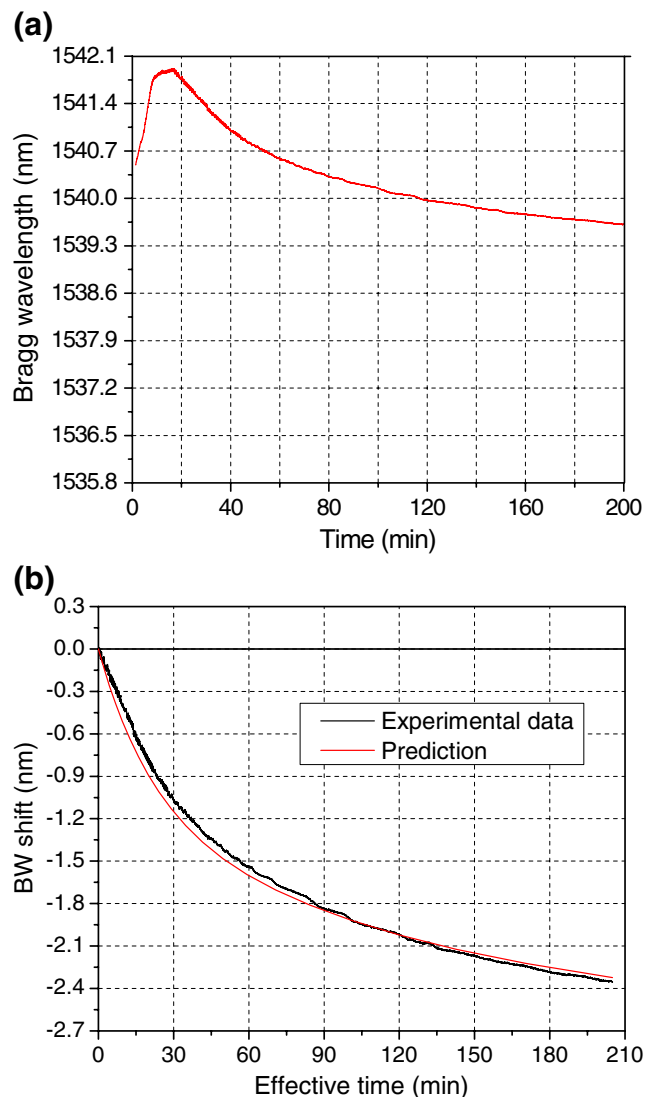 (a)
1542.1
1541.4
1540.7
1540.0
1539.3
1538.6
1537.9
1537.2
1536.5
1535.8
Bragg wavelength (nm)
0 40 80 120 160 200
Time (min)
(b)
0.3
0.0
-0.3
-0.6
-0.9
-1.2
-1.5
-1.8
-2.1
-2.4
-2.7
BW shift (nm)
Experimental data
Prediction
0 30 60 90 120 150 180 210
Effective time (min)